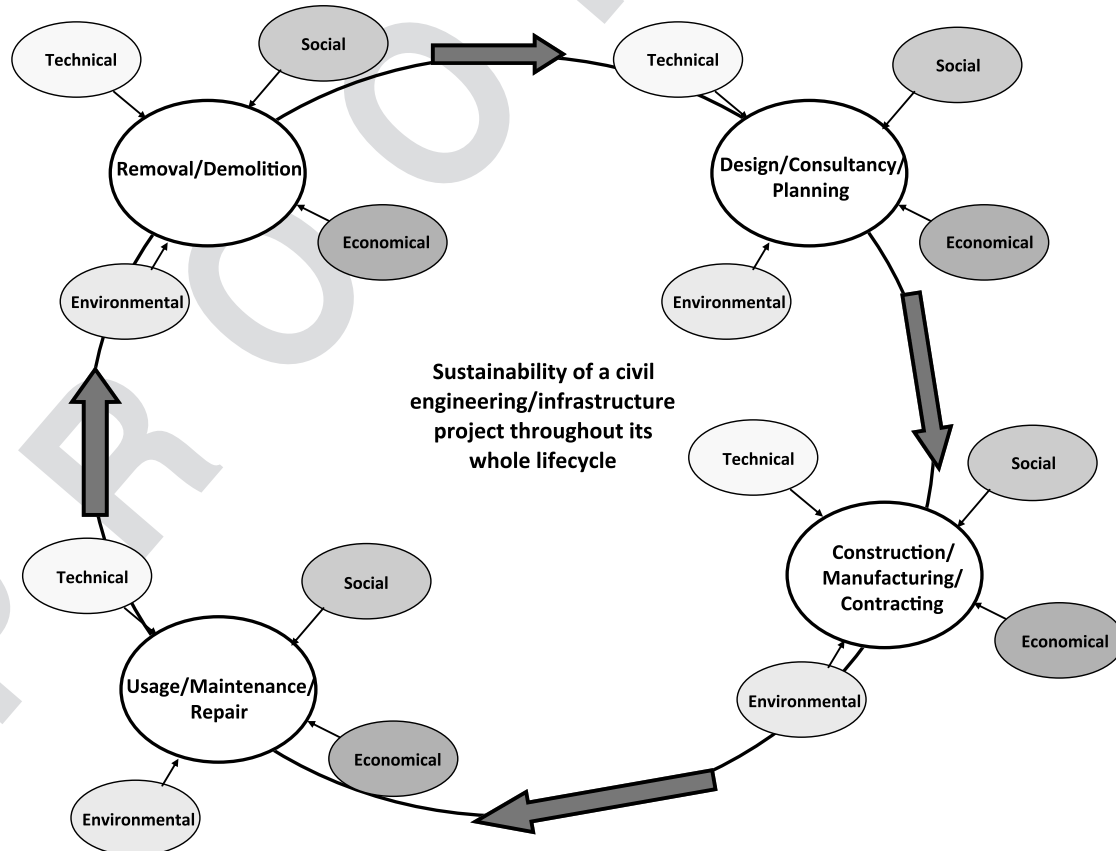 Technical
Social
Removal/Demolition
Economical
Environmental
Technical
Social
Design/Consultancy/
Planning
Economical
Environmental
Sustainability of a civil
engineering/infrastructure
project throughout its
whole lifecycle
Technical
Social
Construction/
Manufacturing/
Contracting
Economical
Environmental
Technical
Social
Usage/Maintenance/
Repair
Economical
Environmental
P R O O